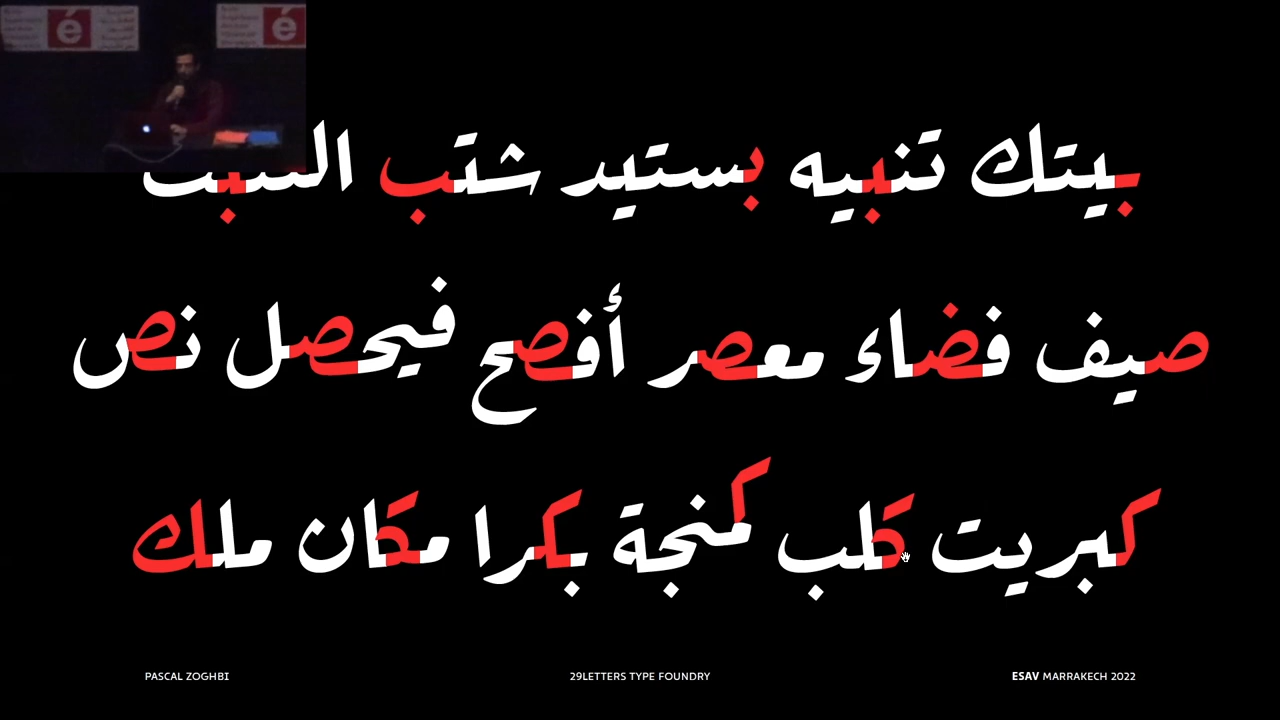 بيتك تنبيه بستيد شتب السبب
صيف فضاء معصر أفصح فيحصل نص
كبريت كلب كمنجة بكرا مكان ملك
PASCAL ZOGHBI
29LETTERS TYPE FOUNDRY
ESAV MARRAKECH 2022